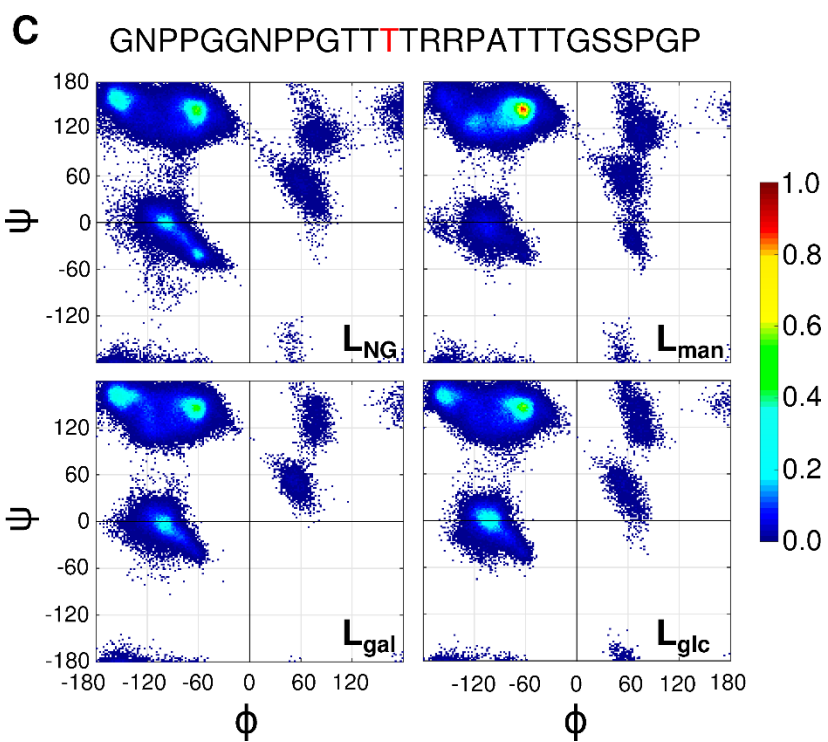 C GNPPGGNPPGTTTTRRPATTTGSSPGP
180
120
60
0
-60
-120
ψ
L_NG
L_man
1.0
0.8
0.6
0.4
0.2
0.0
180
120
60
0
-60
-120
-180
ψ
L_gal
L_glc
-180 -120 -60 0 60 120
-120 -60 0 60 120 180
ϕ ϕ